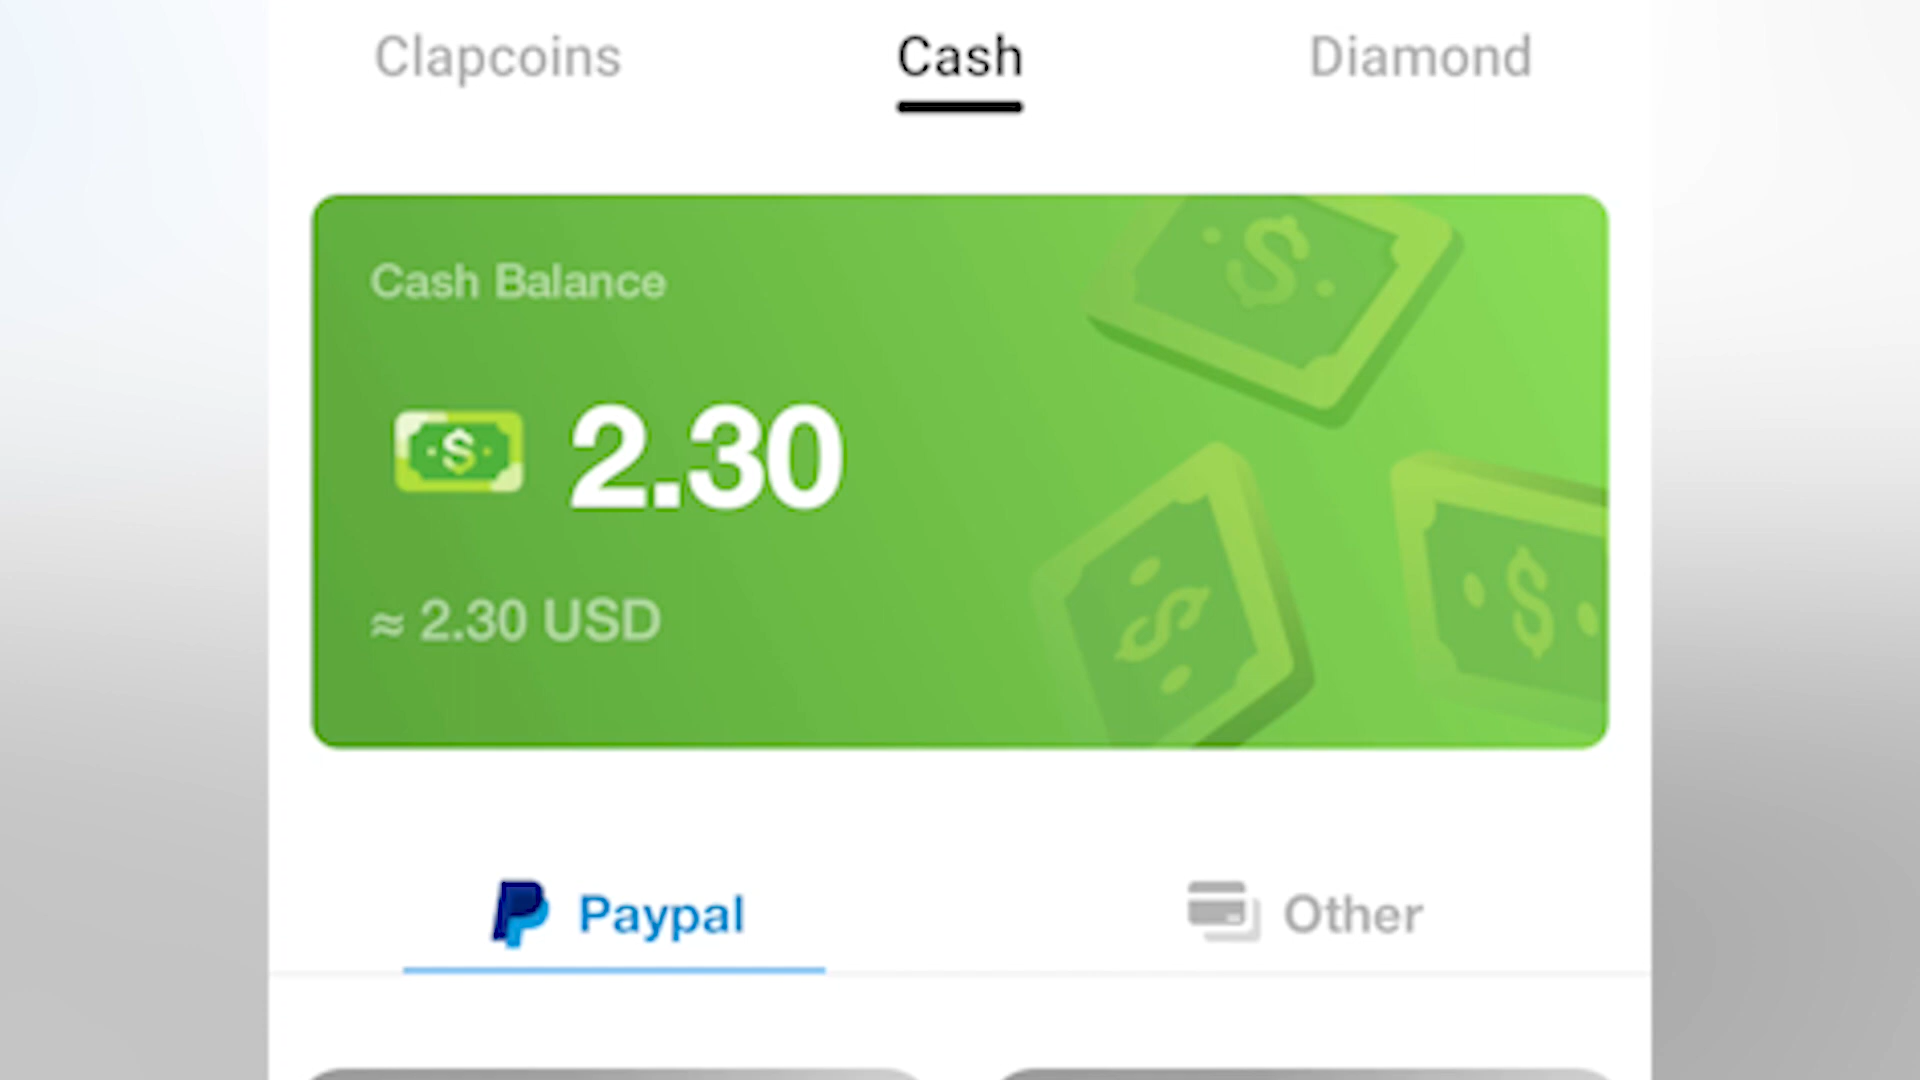 Clapcoins Cash Diamond
Cash Balance
$ 2.30
≈ 2.30 USD
Paypal Other